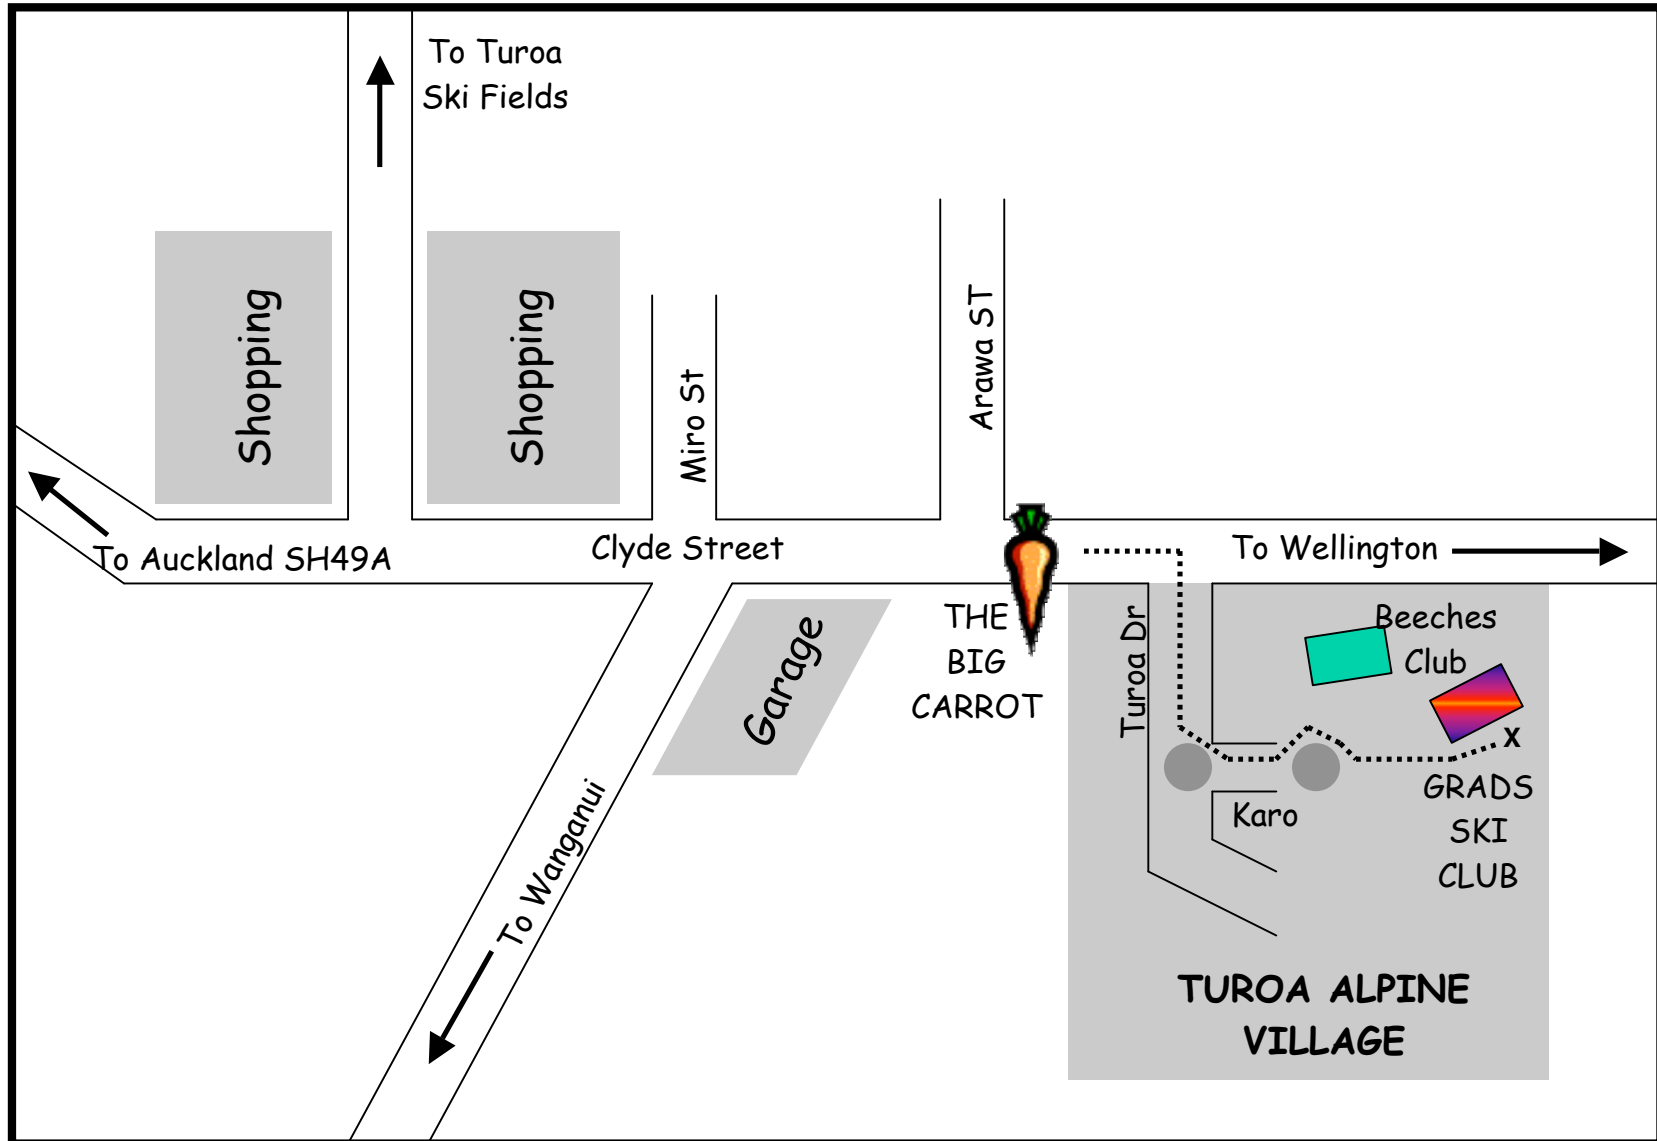 To Turoa
Ski Fields
Shopping
Shopping
Miro St
Arawa ST
To Auckland SH49A
Clyde Street
To Wellington
THE
BIG
CARROT
Garage
Turoa Dr
Beeches
Club
X
GRADS
SKI
CLUB
Karo
To Wanganui
TUROA ALPINE
VILLAGE